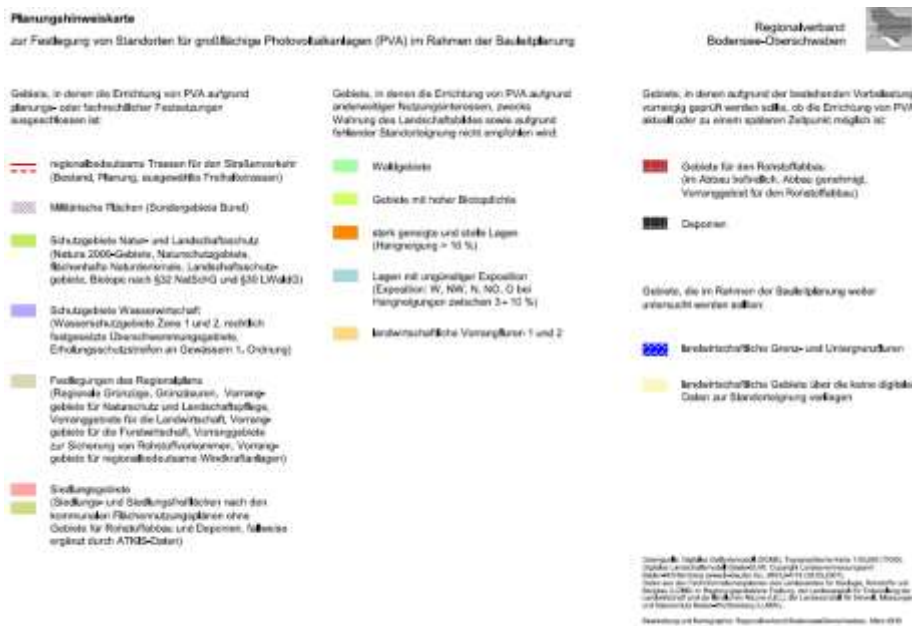 Planungshinweiskarte
zur Festlegung von Standorten für großflächige Photovoltaikanlagen (PVA) im Rahmen der Bauleitplanung
Regionalverband
Bodensee-Oberschwaben
Gebiete, in denen die Errichtung von PVA aufgrund
planungs- oder fachrechtlicher Festsetzungen
ausgeschlossen ist
regionalbedeutsame Trassen für den Straßenverkehr
(Bestand, Planung, ausgewählte Freihaltetrassen)
Militärische Flächen (Sondergebiete Bund)
Schutzgebiete Natur- und Landschaftsschutz
(Natura 2000-Gebiete, Naturschutzgebiete,
flächenhafte Naturdenkmale, Landschaftsschutz-
gebiete, Biotope nach §32 NatSchG und §30 LWaldG)
Schutzgebiete Wasserwirtschaft
(Wasserschutzgebiete Zone 1 und 2, rechtlich
festgesetzte Überschwemmungsgebiete,
Erholungsschutzstreifen an Gewässern 1. Ordnung)
Festlegungen des Regionalplans
(Regionale Grünzüge, Grünzäsuren, Vorrang-
gebiete für Naturschutz und Landschaftspflege,
Vorranggebiete für die Landwirtschaft, Vorrang-
gebiete für die Forstwirtschaft, Vorranggebiete
zur Sicherung von Rohstoffvorkommen, Vorrang-
gebiete für regionalbedeutsame Windkraftanlagen)
Siedlungsgebiete
(Siedlungs- und Siedlungsfreiflächen nach den
kommunalen Flächennutzungsplänen ohne
Gebiete für Rohstoffabbau und Deponien, fallweise
ergänzt durch ATKIS-Daten)
Gebiete, in denen die Errichtung von PVA aufgrund
anderweitiger Nutzungsinteressen, zwecks
Wahrung des Landschaftsbildes sowie aufgrund
fehlender Standorteignung nicht empfohlen wird
Waldgebiete
Gebiete mit hoher Biotopdichte
stark geneigte und steile Lagen
(Hangneigung > 10 %)
Lagen mit ungünstiger Exposition
(Exposition: W, NW, N, NO, O bei
Hangneigungen zwischen 3 - 10 %)
landwirtschaftliche Vorrangfluren 1 und 2
Gebiete, in denen aufgrund der bestehenden Vorbelastung
vorrangig geprüft werden sollte, ob die Errichtung von PVA
aktuell oder zu einem späteren Zeitpunkt möglich ist
Gebiete für den Rohstoffabbau
(im Abbau befindlich, Abbau genehmigt,
Vorranggebiet für den Rohstoffabbau)
Deponien
Gebiete, die im Rahmen der Bauleitplanung weiter
untersucht werden sollten
landwirtschaftliche Grenz- und Untergrenzfluren
landwirtschaftliche Gebiete über die keine digitalen
Daten zur Standorteignung vorliegen